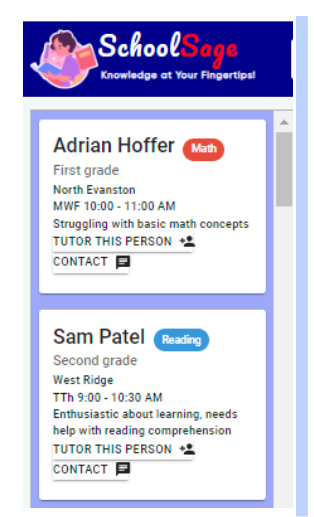 SchoolSage
Knowledge at Your Fingertips!
Adrian Hoffer Math
First grade
North Evanston
MWF 10:00 - 11:00 AM
Struggling with basic math concepts
TUTOR THIS PERSON
CONTACT
Sam Patel Reading
Second grade
West Ridge
TTh 9:00 - 10:30 AM
Enthusiastic about learning, needs
help with reading comprehension
TUTOR THIS PERSON
CONTACT